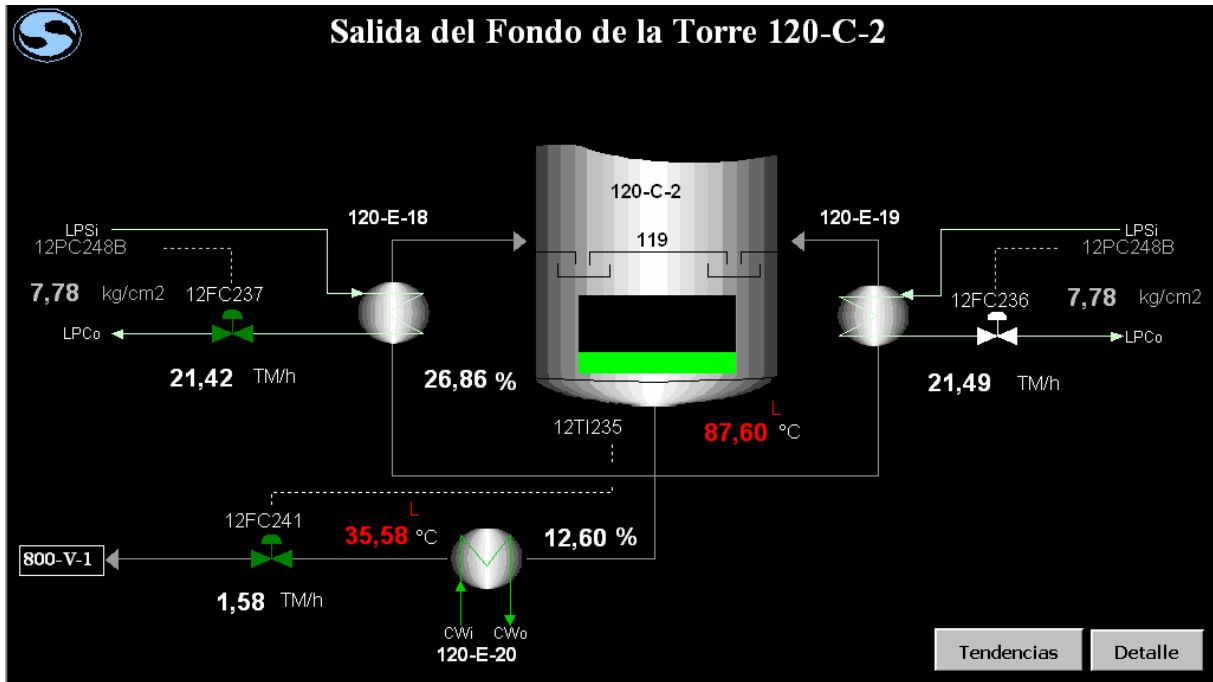 Salida del Fondo de la Torre 120-C-2
120-C-2
120-E-18
120-E-19
119
LPSi
12PC248B
LPSi
12PC248B
7,78 kg/cm2
12FC237
12FC236
7,78 kg/cm2
LPCo
LPCo
21,42 TM/h
26,86 %
21,49 TM/h
L
12TI235
87,60 °C
L
12FC241
35,58 °C
12,60 %
800-V-1
1,58 TM/h
CWi CWo
120-E-20
Tendencias
Detalle